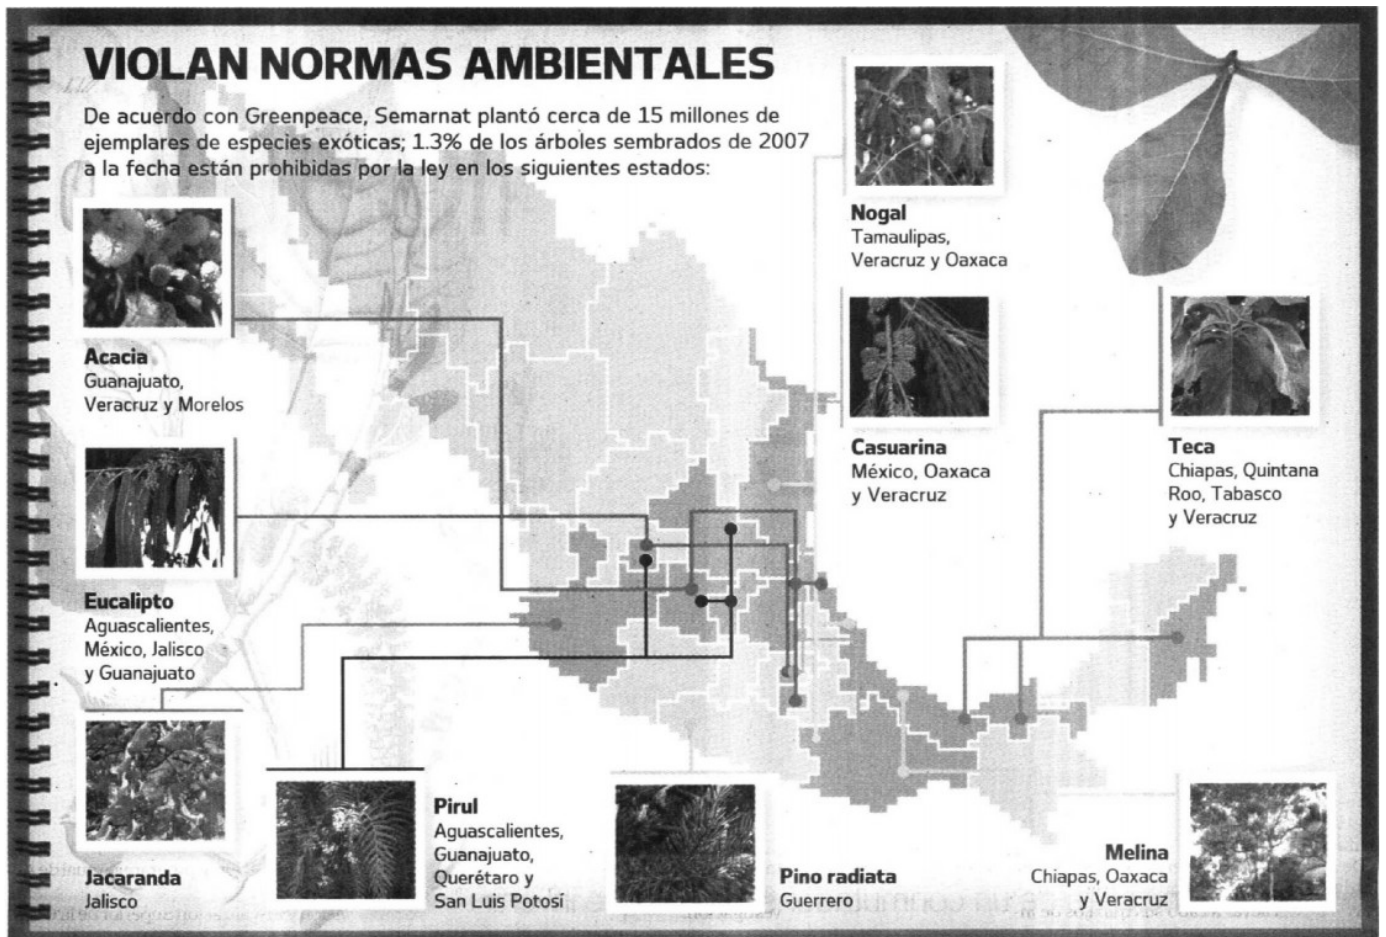 VIOLAN NORMAS AMBIENTALES
De acuerdo con Greenpeace, Semarnat plantó cerca de 15 millones de
ejemplares de especies exóticas; 1.3% de los árboles sembrados de 2007
a la fecha están prohibidas por la ley en los siguientes estados:
Acacia
Guanajuato,
Veracruz y Morelos
Eucalipto
Aguascalientes,
México, Jalisco
y Guanajuato
Jacaranda
Jalisco
Pirul
Aguascalientes,
Guanajuato,
Querétaro y
San Luis Potosí
Pino radiata
Guerrero
Nogal
Tamaulipas,
Veracruz y Oaxaca
Casuarina
México, Oaxaca
y Veracruz
Teca
Chiapas, Quintana
Roo, Tabasco
y Veracruz
Melina
Chiapas, Oaxaca
y Veracruz